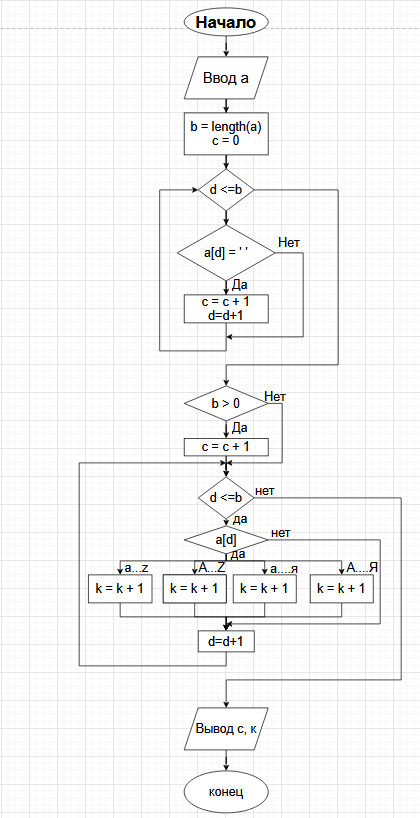 Начало
Ввод а
b = length(a)
c = 0
d <=b
a[d] = ' '
Нет
Да
c = c + 1
d=d+1
b > 0
Нет
Да
c = c + 1
d <=b
нет
да
a[d]
нет
да
a...z
A...Z
а....я
А....Я
k = k + 1
k = k + 1
k = k + 1
k = k + 1
d=d+1
Вывод с, к
конец